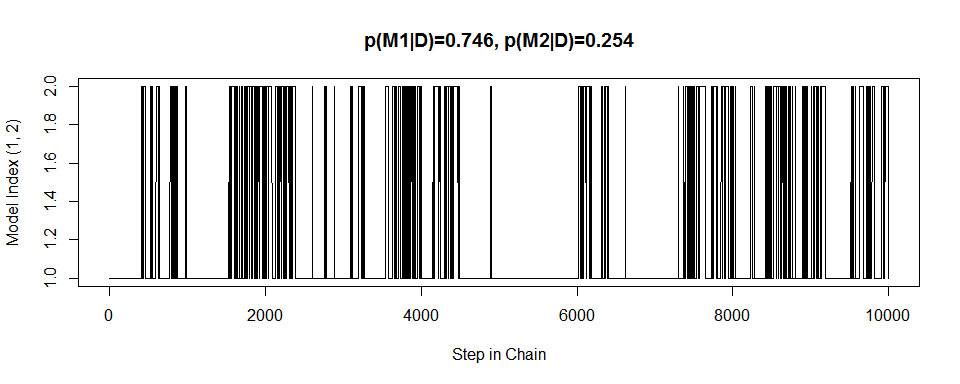 p(M1|D)=0.746, p(M2|D)=0.254
Model Index (1, 2)
2.0
1.8
1.6
1.4
1.2
1.0
0 2000 4000 6000 8000 10000
Step in Chain